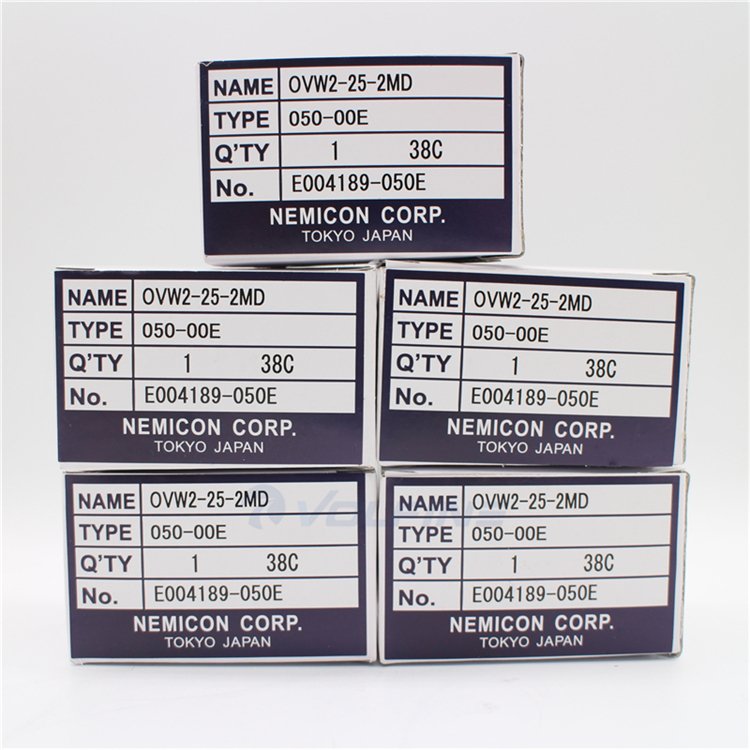 NAME OVW2-25-2MD
TYPE 050-00E
Q'TY 1 38C
No. E004189-050E
NEMICON CORP.
TOKYO JAPAN
NAME OVW2-25-2MD
TYPE 050-00E
Q'TY 1 38C
No. E004189-050E
NEMICON CORP.
TOKYO JAPAN
NAME OVW2-25-2MD
TYPE 050-00E
Q'TY 1 38C
No. E004189-050E
NEMICON CORP.
TOKYO JAPAN
NAME OVW2-25-2MD
TYPE 050-00E
Q'TY 1 38C
No. E004189-050E
NEMICON CORP.
TOKYO JAPAN
NAME OVW2-25-2MD
TYPE 050-00E
Q'TY 1 38C
No. E004189-050E
NEMICON CORP.
TOKYO JAPAN